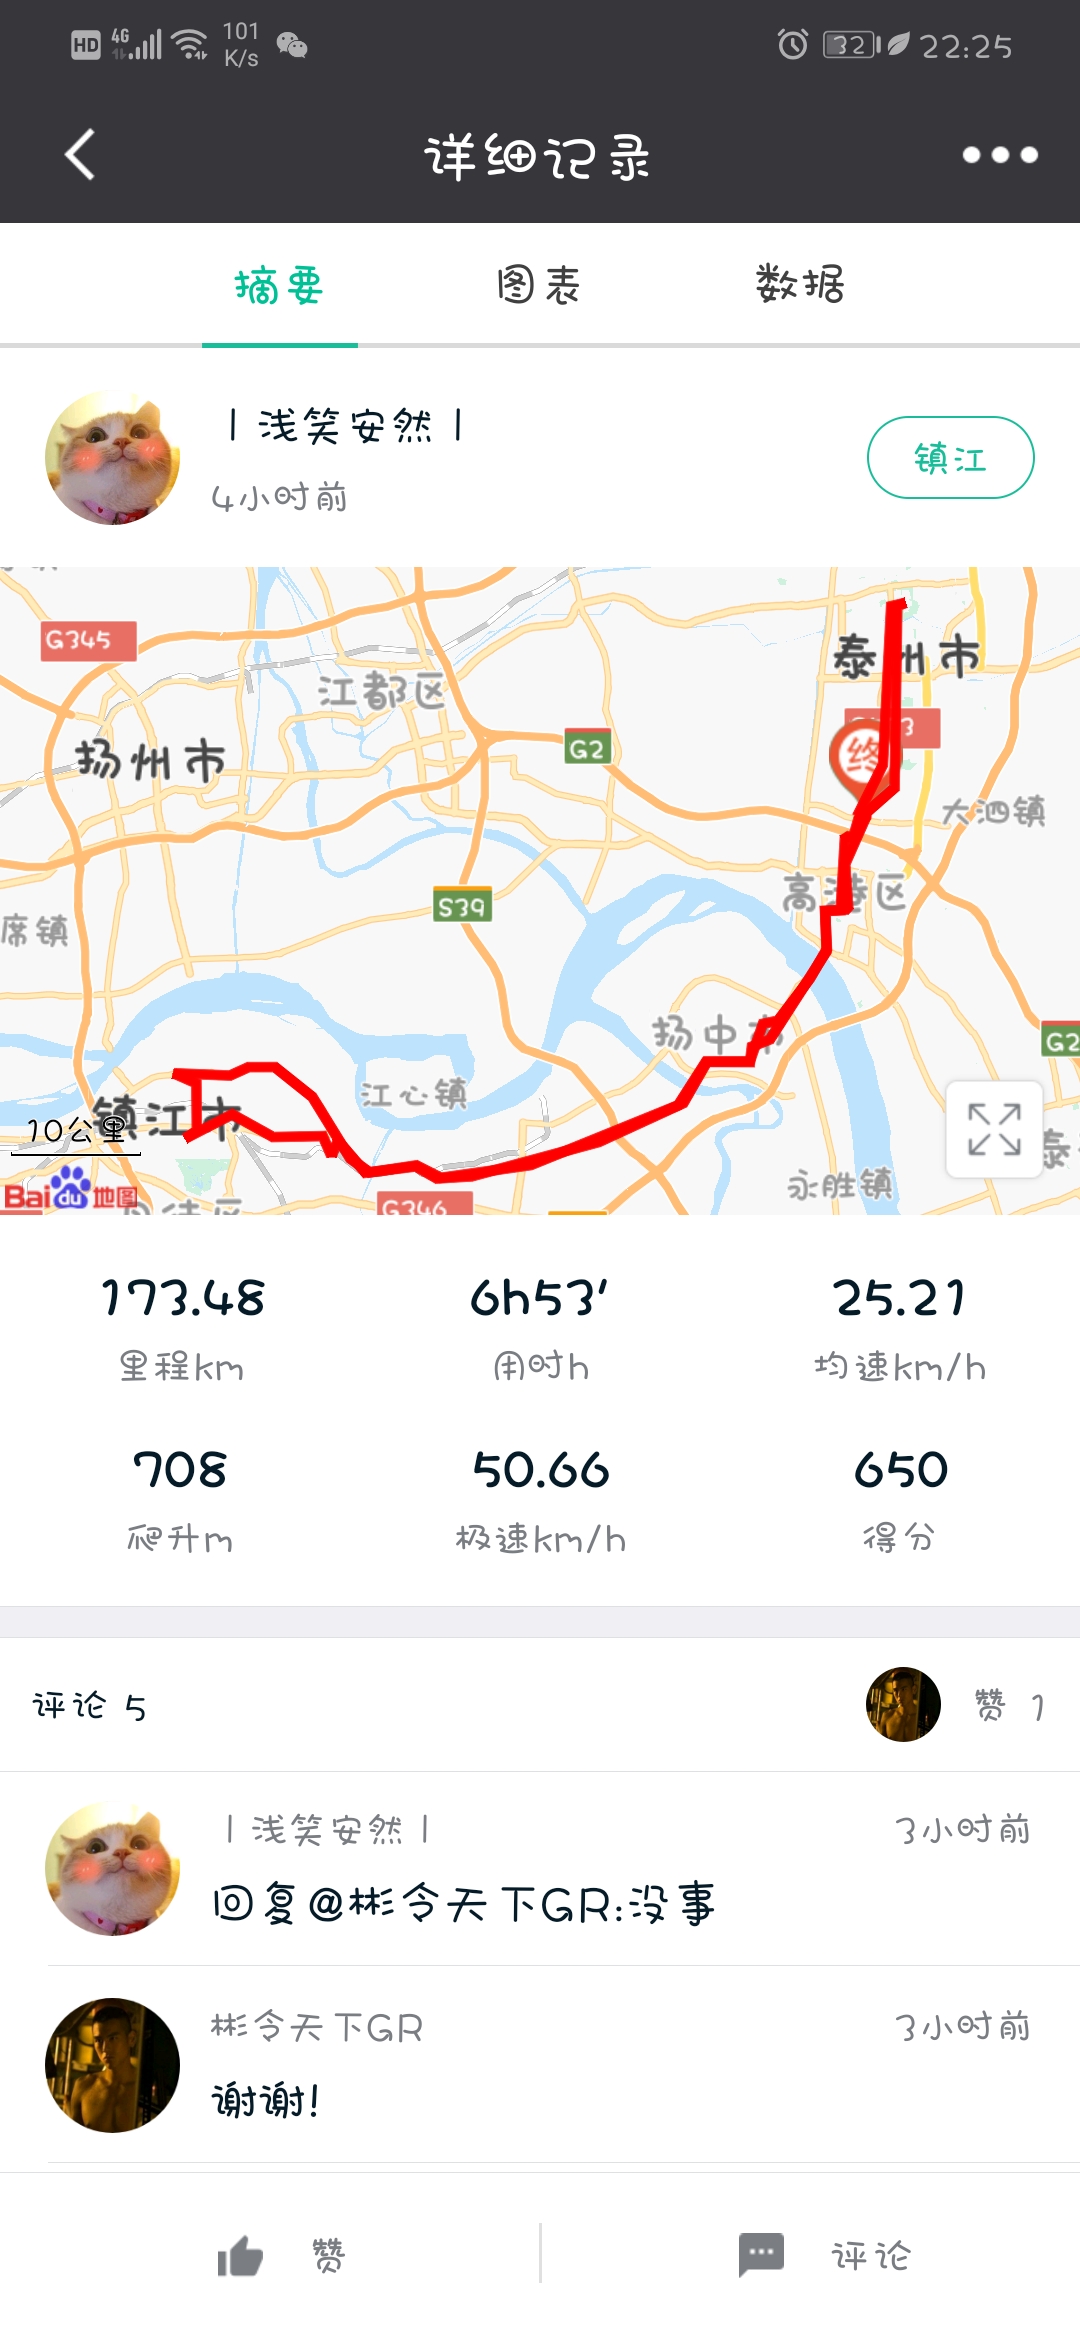 HD 4G 101 K/s 32 22:25
详细记录
摘要 图表 数据
丨浅笑安然丨
4小时前
镇江
G345
泰州市
江都区
扬州市
G2
终
大泗镇
高港区
S39
席镇
扬中市
G2
江心镇
镇江市
10公里
永胜镇
泰
Bai du 地图
G346
173.48 6h53' 25.21
里程km 用时h 均速km/h
708 50.66 650
爬升m 极速km/h 得分
评论 5 赞 1
丨浅笑安然丨 3小时前
回复@彬令天下GR:没事
彬令天下GR 3小时前
谢谢!
赞 评论